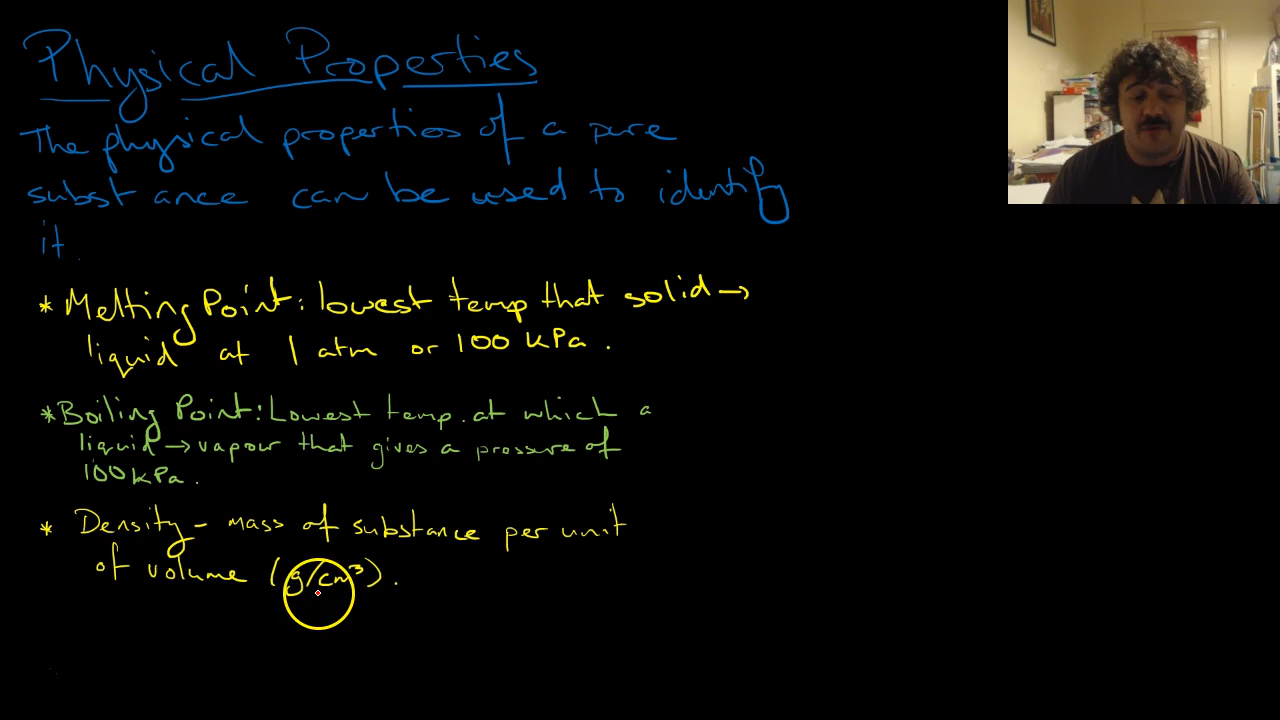 Physical Properties
The physical properties of a pure
substance can be used to identify
it.
* Melting Point: lowest temp that solid →
liquid at 1 atm or 100 kPa.
* Boiling Point: Lowest temp. at which a
liquid → vapour that gives a pressure of
100 kPa.
* Density - mass of substance per unit
of volume (g/cm³).